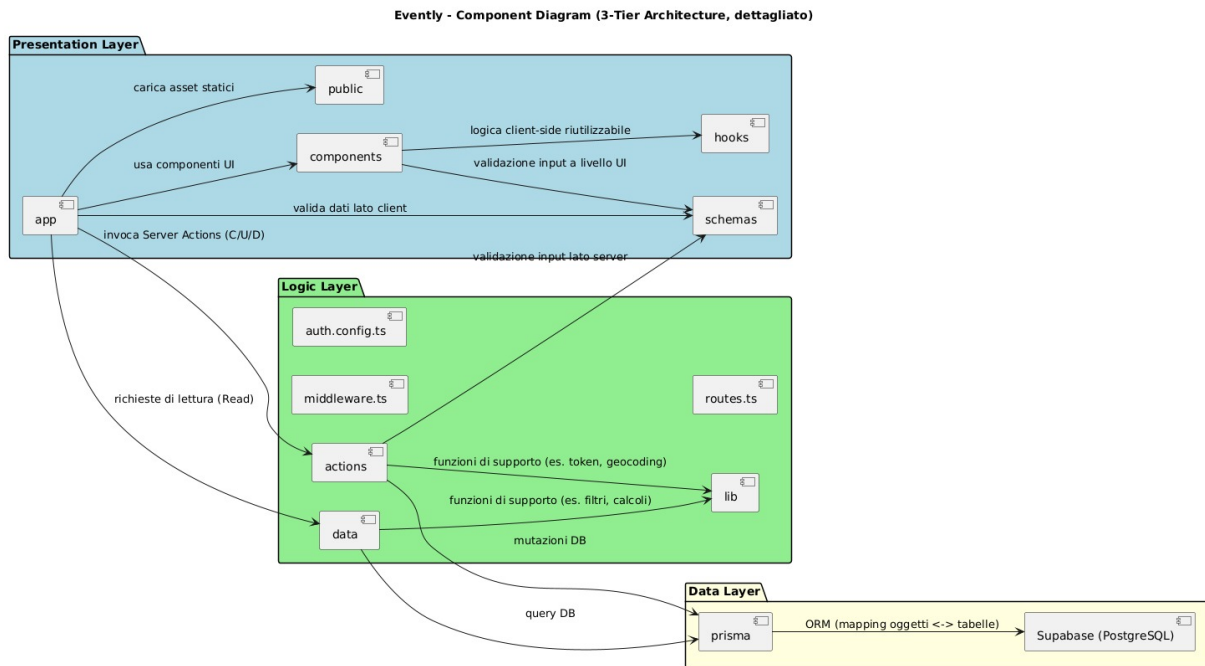 Evently - Component Diagram (3-Tier Architecture, dettagliato)
Presentation Layer
public
carica asset statici
logica client-side riutilizzabile
hooks
components
usa componenti UI
validazione input a livello UI
app
valida dati lato client
schemas
invoca Server Actions (C/U/D)
validazione input lato server
Logic Layer
auth.config.ts
middleware.ts
routes.ts
richieste di lettura (Read)
actions
funzioni di supporto (es. token, geocoding)
lib
funzioni di supporto (es. filtri, calcoli)
data
mutazioni DB
Data Layer
query DB
prisma
ORM (mapping oggetti <-> tabelle)
Supabase (PostgreSQL)